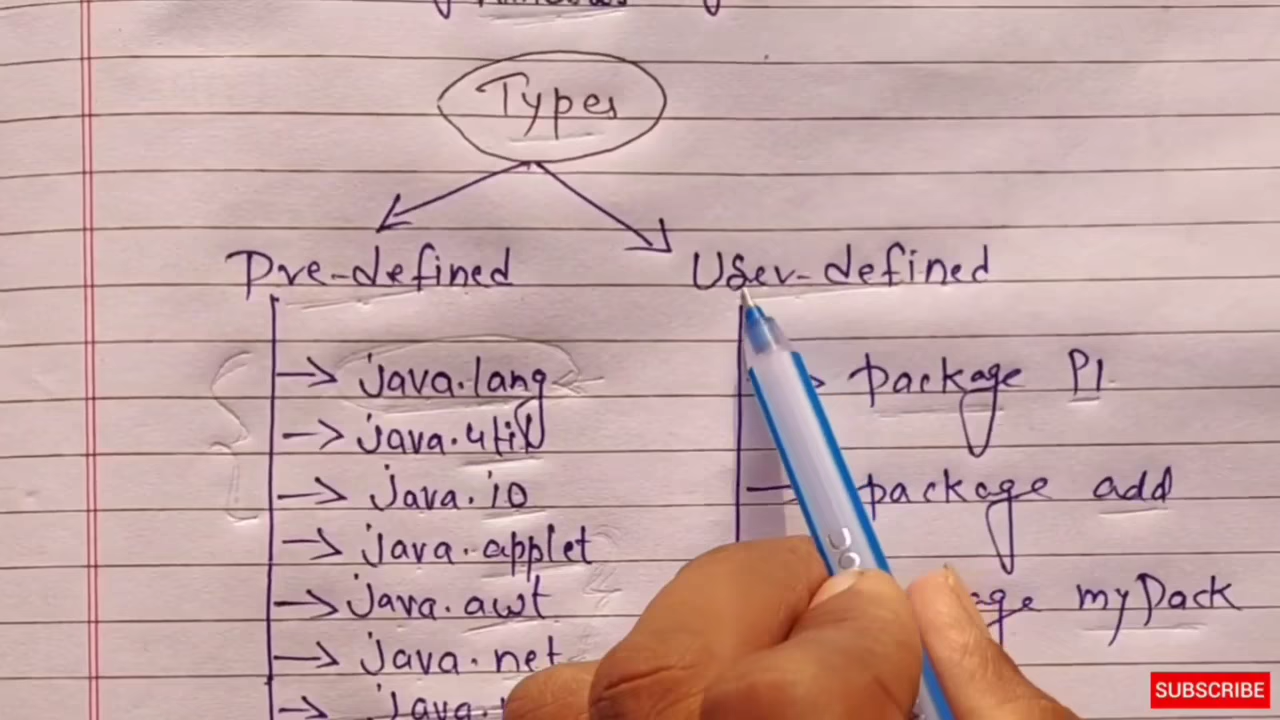 Types
Pre-defined
User-defined
→ java.lang
→ java.util
→ java.io
→ java.applet
→ java.awt
→ java.net
→ java.
package P1
→ package add
myPack
SUBSCRIBE